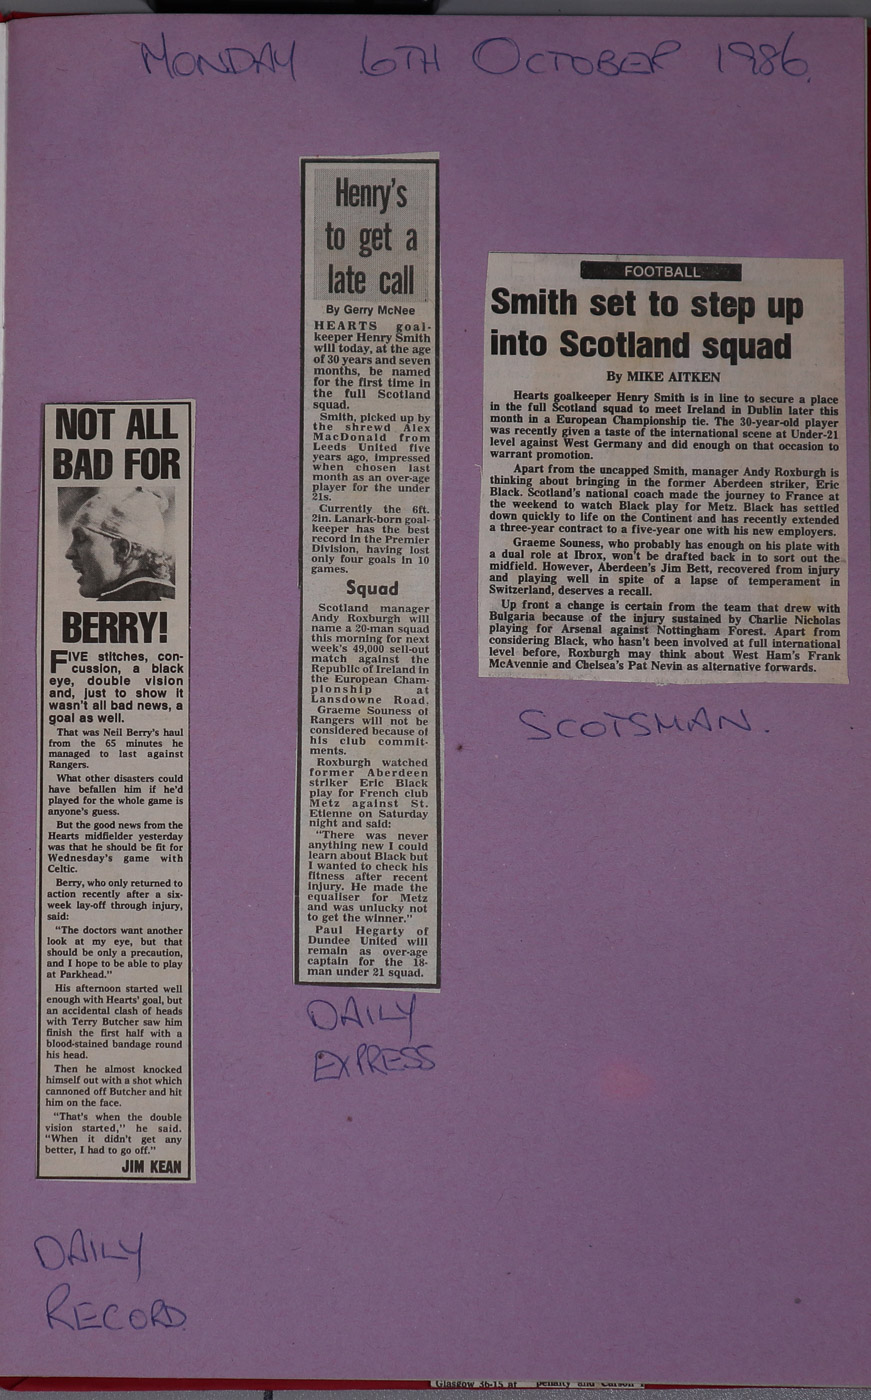 MONDAY 6TH OCTOBER 1986.
NOT ALL
BAD FOR
BERRY!
FIVE stitches, con-
cussion, a black
eye, double vision
and, just to show it
wasn't all bad news, a
goal as well.
That was Neil Berry's haul
from the 65 minutes he
managed to last against
Rangers.
What other disasters could
have befallen him if he'd
played for the whole game is
anyone's guess.
But the good news from the
Hearts midfielder yesterday
was that he should be fit for
Wednesday's game with
Celtic.
Berry, who only returned to
action recently after a six-
week lay-off through injury,
said:
"The doctors want another
look at my eye, but that
should be only a precaution,
and I hope to be able to play
at Parkhead."
His afternoon started well
enough with Hearts' goal, but
an accidental clash of heads
with Terry Butcher saw him
finish the first half with a
blood-stained bandage round
his head.
Then he almost knocked
himself out with a shot which
cannoned off Butcher and hit
him on the face.
"That's when the double
vision started," he said.
"When it didn't get any
better, I had to go off."
JIM KEAN
DAILY
RECORD
Henry's
to get a
late call
By Gerry McNee
HEARTS goal-
keeper Henry Smith
will today, at the age
of 30 years and seven
months, be named
for the first time in
the full Scotland
squad.
Smith, picked up by
the shrewd Alex
MacDonald from
Leeds United five
years ago, impressed
when chosen last
month as an over-age
player for the under
21s.
Currently the 6ft.
2in. Lanark-born goal-
keeper has the best
record in the Premier
Division, having lost
only four goals in 10
games.
Squad
Scotland manager
Andy Roxburgh will
name a 20-man squad
this morning for next
week's 49,000 sell-out
match against the
Republic of Ireland in
the European Cham-
pionship at
Lansdowne Road.
Graeme Souness of
Rangers will not be
considered because of
his club commit-
ments.
Roxburgh watched
former Aberdeen
striker Eric Black
play for French club
Metz against St.
Etienne on Saturday
night and said:
"There was never
anything new I could
learn about Black but
I wanted to check his
fitness after recent
injury. He made the
equaliser for Metz
and was unlucky not
to get the winner."
Paul Hegarty of
Dundee United will
remain as over-age
captain for the 18-
man under 21 squad.
DAILY
EXPRESS
FOOTBALL
Smith set to step up
into Scotland squad
By MIKE AITKEN
Hearts goalkeeper Henry Smith is in line to secure a place
in the full Scotland squad to meet Ireland in Dublin later this
month in a European Championship tie. The 30-year-old player
was recently given a taste of the international scene at Under-21
level against West Germany and did enough on that occasion to
warrant promotion.
Apart from the uncapped Smith, manager Andy Roxburgh is
thinking about bringing in the former Aberdeen striker, Eric
Black. Scotland's national coach made the journey to France at
the weekend to watch Black play for Metz. Black has settled
down quickly to life on the Continent and has recently extended
a three-year contract to a five-year one with his new employers.
Graeme Souness, who probably has enough on his plate with
a dual role at Ibrox, won't be drafted back in to sort out the
midfield. However, Aberdeen's Jim Bett, recovered from injury
and playing well in spite of a lapse of temperament in
Switzerland, deserves a recall.
Up front a change is certain from the team that drew with
Bulgaria because of the injury sustained by Charlie Nicholas
playing for Arsenal against Nottingham Forest. Apart from
considering Black, who hasn't been involved at full international
level before, Roxburgh may think about West Ham's Frank
McAvennie and Chelsea's Pat Nevin as alternative forwards.
SCOTSMAN.
Glasgow 36-15 at penalty and Carson